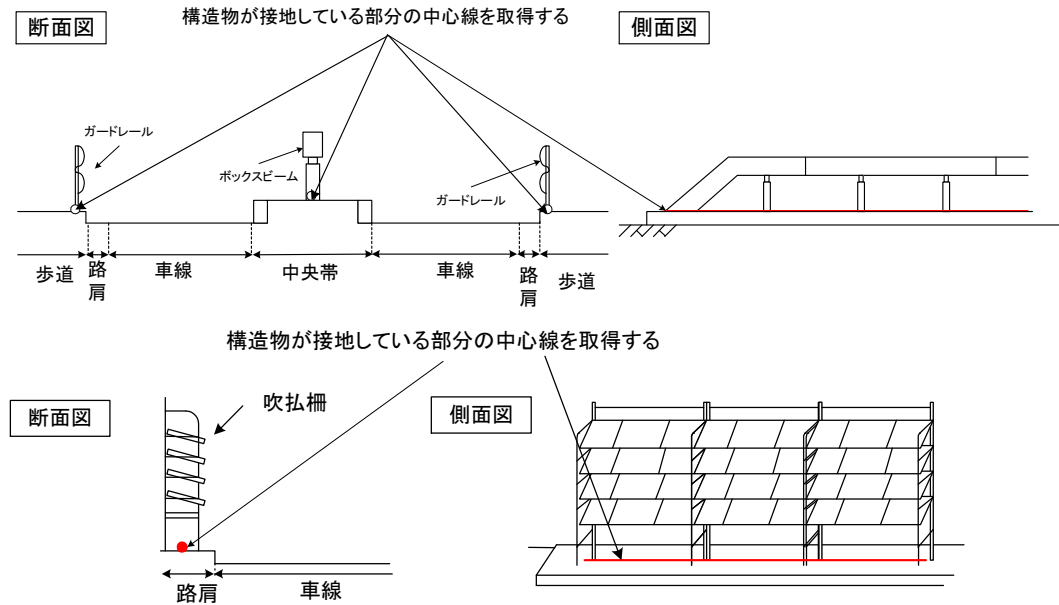 断面図
構造物が接地している部分の中心線を取得する
側面図
ガードレール
ボックスビーム
ガードレール
歩道
路肩
車線
中央帯
車線
路肩
歩道
構造物が接地している部分の中心線を取得する
断面図
吹払柵
側面図
路肩
車線